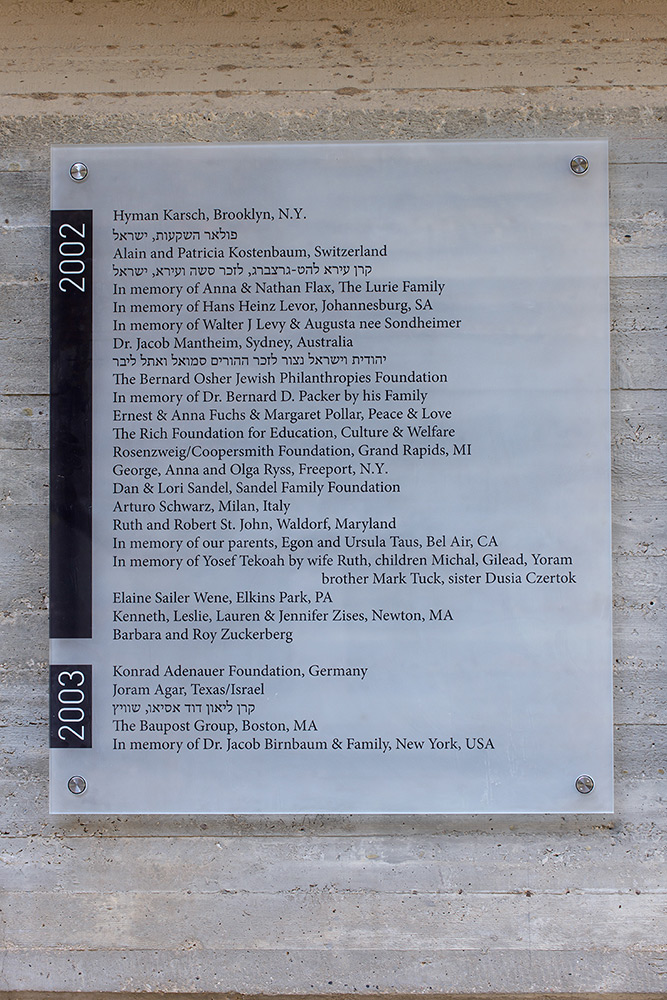 2002
Hyman Karsch, Brooklyn, N.Y.
פולאר השקעות, ישראל
Alain and Patricia Kostenbaum, Switzerland
קרן עירא להט-גרצברג, לזכר סשה ועירא, ישראל
In memory of Anna & Nathan Flax, The Lurie Family
In memory of Hans Heinz Levor, Johannesburg, SA
In memory of Walter J Levy & Augusta nee Sondheimer
Dr. Jacob Mantheim, Sydney, Australia
יהודית וישראל נצור לזכר ההורים סמואל ואתל ליבר
The Bernard Osher Jewish Philanthropies Foundation
In memory of Dr. Bernard D. Packer by his Family
Ernest & Anna Fuchs & Margaret Pollar, Peace & Love
The Rich Foundation for Education, Culture & Welfare
Rosenzweig/Coopersmith Foundation, Grand Rapids, MI
George, Anna and Olga Ryss, Freeport, N.Y.
Dan & Lori Sandel, Sandel Family Foundation
Arturo Schwarz, Milan, Italy
Ruth and Robert St. John, Waldorf, Maryland
In memory of our parents, Egon and Ursula Taus, Bel Air, CA
In memory of Yosef Tekoah by wife Ruth, children Michal, Gilead, Yoram
brother Mark Tuck, sister Dusia Czertok
Elaine Sailer Wene, Elkins Park, PA
Kenneth, Leslie, Lauren & Jennifer Zises, Newton, MA
Barbara and Roy Zuckerberg
2003
Konrad Adenauer Foundation, Germany
Joram Agar, Texas/Israel
קרן ליאון דוד אסיאו, שוויץ
The Baupost Group, Boston, MA
In memory of Dr. Jacob Birnbaum & Family, New York, USA